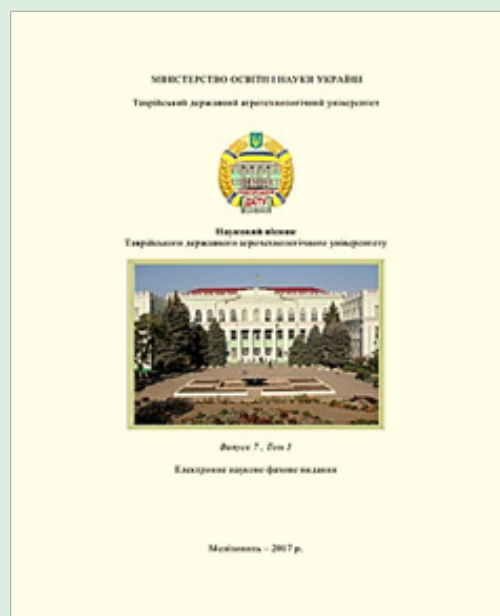 МІНІСТЕРСТВО ОСВІТИ І НАУКИ УКРАЇНИ
Таврійський державний агротехнологічний університет
ДАТУ
Науковий вісник
Таврійського державного агротехнологічного університету
Випуск 7 , Том
Електронне наукове фахове видання
Мелітополь – 2017 р.